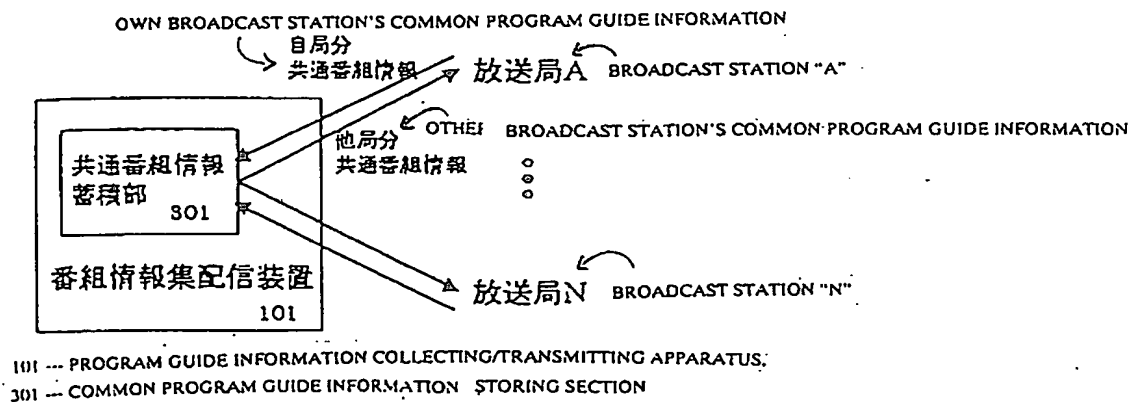 OWN BROADCAST STATION'S COMMON PROGRAM GUIDE INFORMATION
自局分
共通番組情報
放送局A BROADCAST STATION "A"
他局分 OTHER BROADCAST STATION'S COMMON PROGRAM GUIDE INFORMATION
共通番組情報
共通番組情報
蓄積部
301
番組情報集配信装置
101
放送局N BROADCAST STATION "N"
101 --- PROGRAM GUIDE INFORMATION COLLECTING/TRANSMITTING APPARATUS.
301 --- COMMON PROGRAM GUIDE INFORMATION STORING SECTION